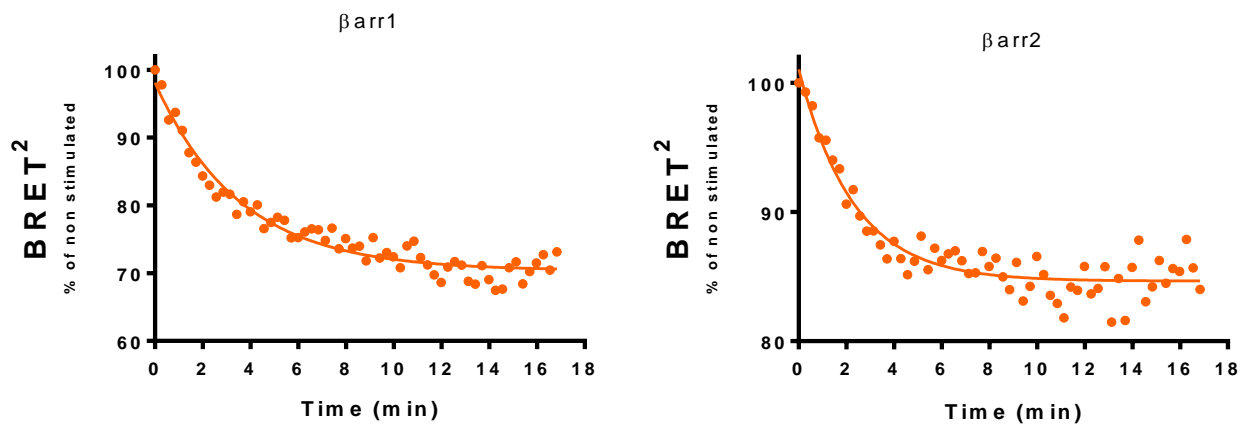 βarr1
BRET²
% of non stimulated
100
90
80
70
60
0 2 4 6 8 10 12 14 16 18
Time (min)
βarr2
BRET²
% of non stimulated
100
90
80
0 2 4 6 8 10 12 14 16 18
Time (min)